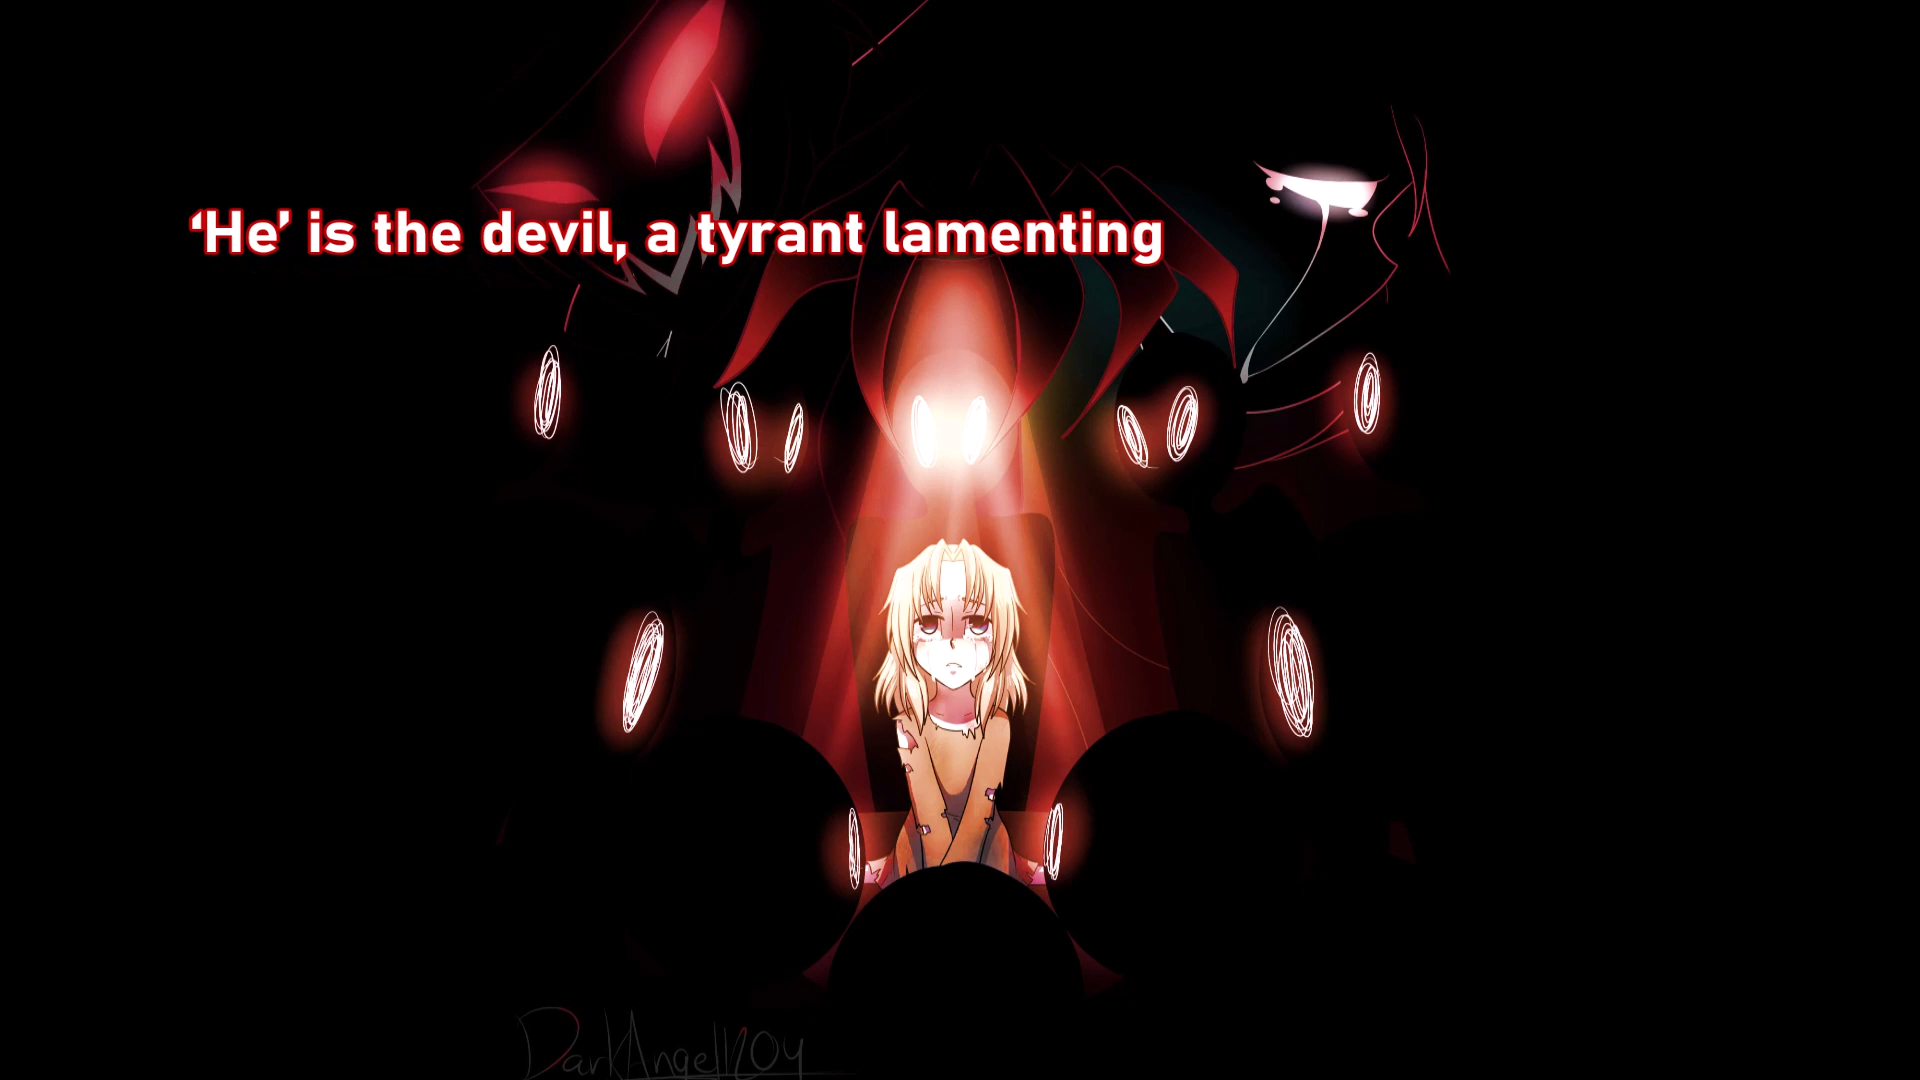 ‘He’ is the devil, a tyrant lamenting
DarkAngel1204